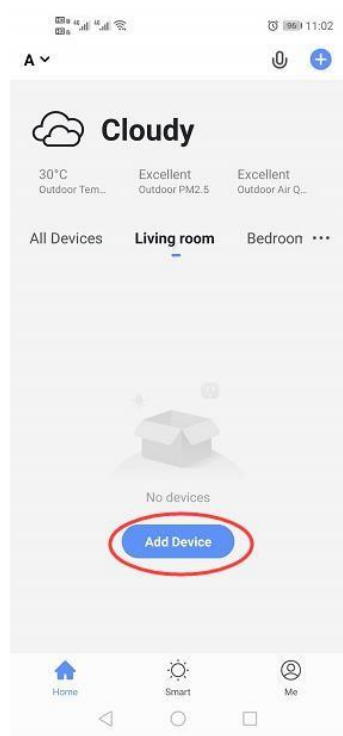 96 11:02
A
Cloudy
30°C Excellent Excellent
Outdoor Tem... Outdoor PM2.5 Outdoor Air Q...
All Devices Living room Bedroon ...
No devices
Add Device
Home Smart Me